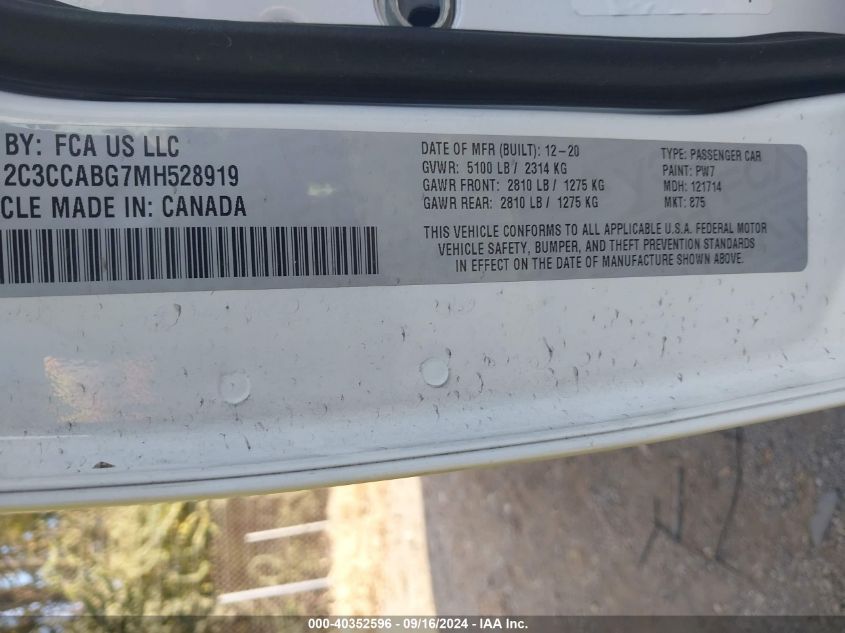 BY: FCA US LLC
2C3CCABG7MH528919
CLE MADE IN: CANADA
DATE OF MFR (BUILT): 12-20
GVWR: 5100 LB / 2314 KG
GAWR FRONT: 2810 LB / 1275 KG
GAWR REAR: 2810 LB / 1275 KG
TYPE: PASSENGER CAR
PAINT: PW7
MDH: 121714
MKT: 875
THIS VEHICLE CONFORMS TO ALL APPLICABLE U.S.A. FEDERAL MOTOR
VEHICLE SAFETY, BUMPER, AND THEFT PREVENTION STANDARDS
IN EFFECT ON THE DATE OF MANUFACTURE SHOWN ABOVE.
000-40352596 - 09/16/2024 - IAAI Inc.